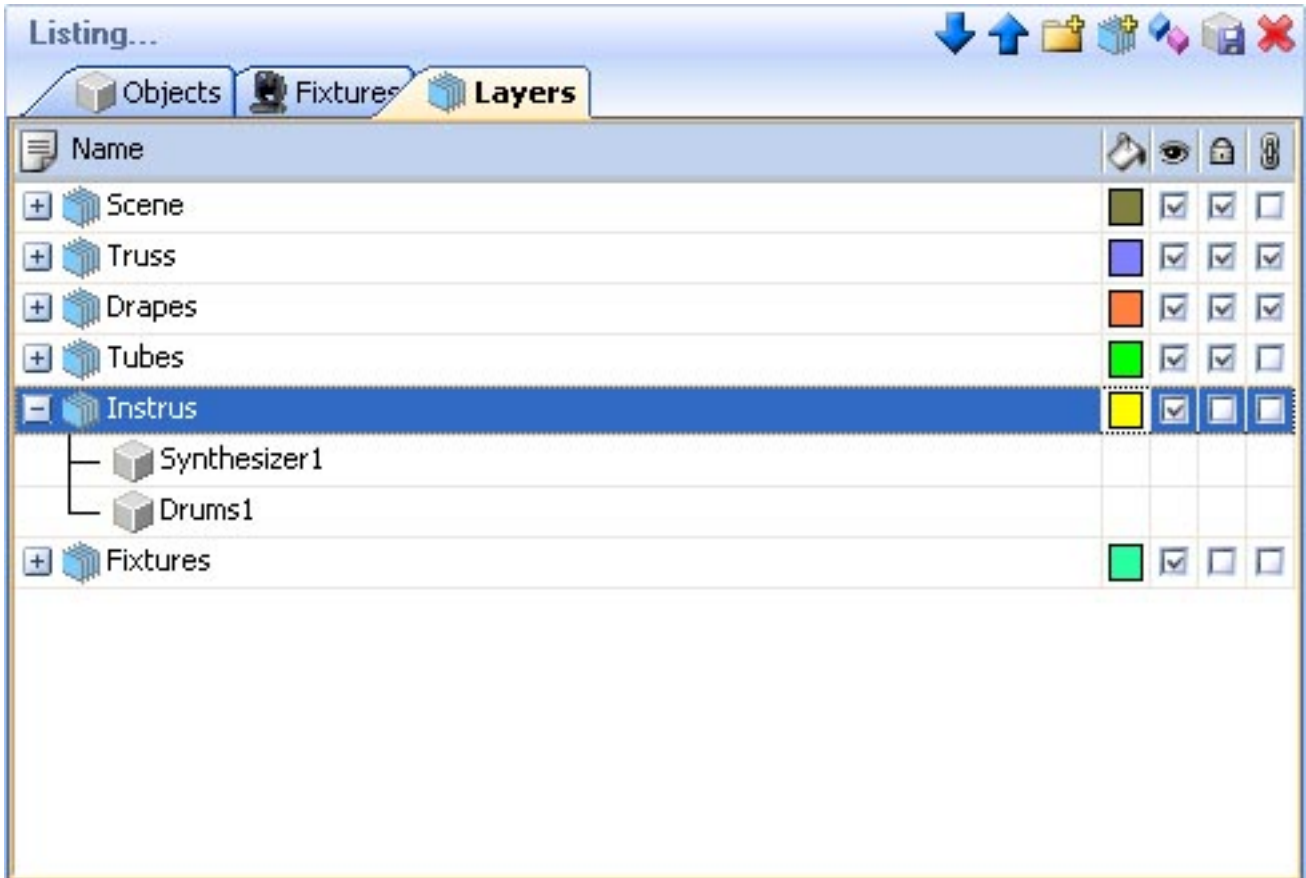 Listing...
Objects Fixtures Layers
Name
Scene
Truss
Drapes
Tubes
Instrus
Synthesizer1
Drums1
Fixtures